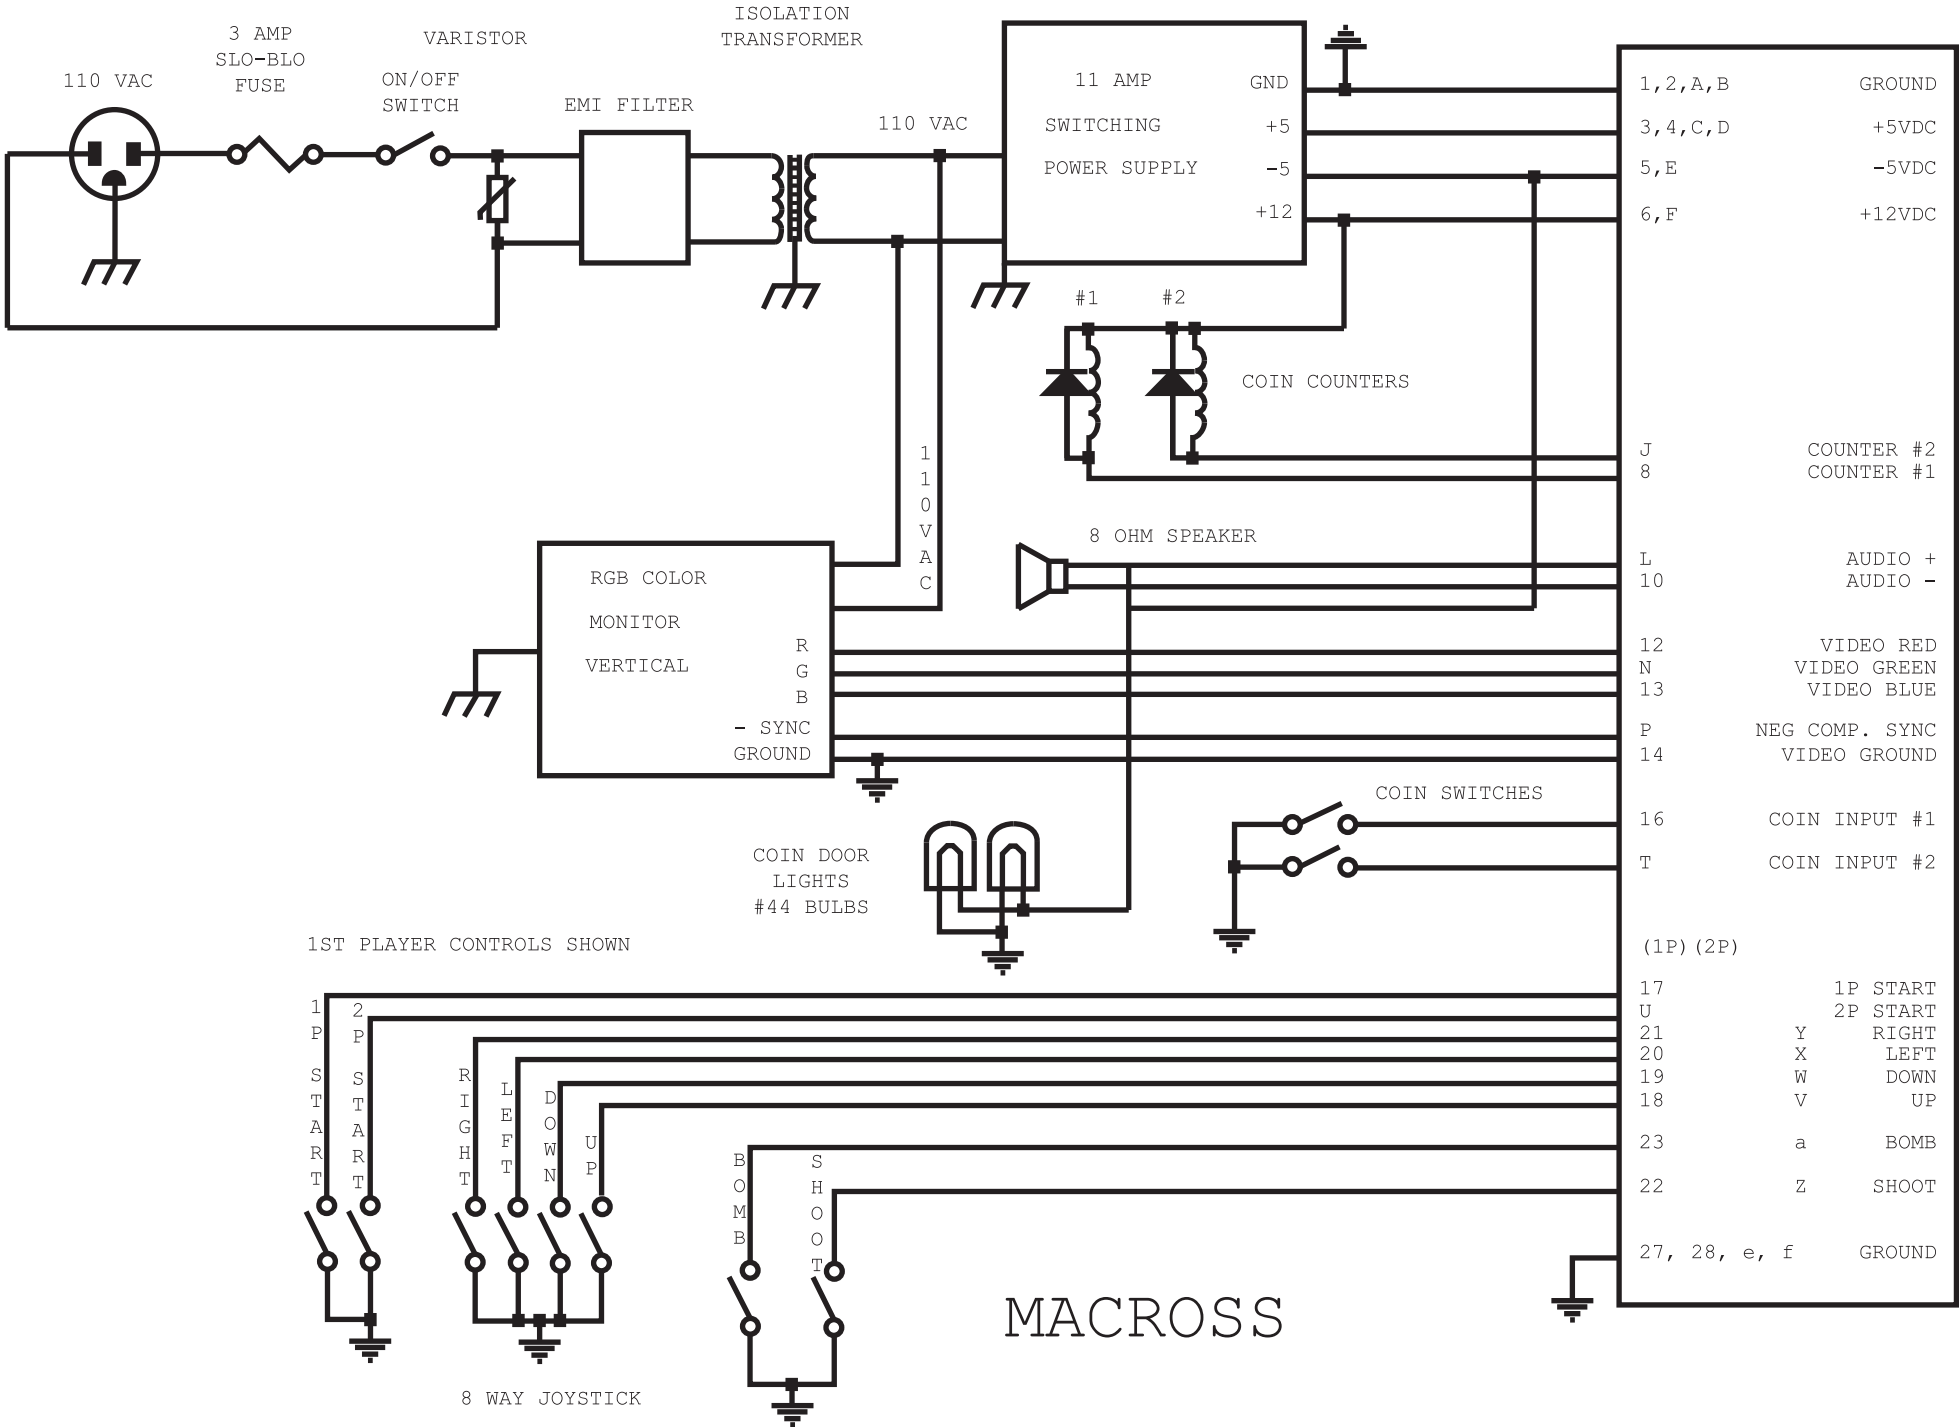 ISOLATION
TRANSFORMER
3 AMP
SLO-BLO
FUSE
VARISTOR
ON/OFF
SWITCH
110 VAC
EMI FILTER
110 VAC
11 AMP
SWITCHING
POWER SUPPLY
GND
+5
-5
+12
1,2,A,B GROUND
3,4,C,D +5VDC
5,E -5VDC
6,F +12VDC
#1 #2
COIN COUNTERS
J COUNTER #2
8 COUNTER #1
110VAC
8 OHM SPEAKER
L AUDIO +
10 AUDIO -
RGB COLOR
MONITOR
VERTICAL
R
G
B
- SYNC
GROUND
12 VIDEO RED
N VIDEO GREEN
13 VIDEO BLUE
P NEG COMP. SYNC
14 VIDEO GROUND
COIN SWITCHES
16 COIN INPUT #1
T COIN INPUT #2
COIN DOOR
LIGHTS
#44 BULBS
1ST PLAYER CONTROLS SHOWN
(1P)(2P)
17 1P START
U 2P START
21 Y RIGHT
20 X LEFT
19 W DOWN
18 V UP
23 a BOMB
22 Z SHOOT
27, 28, e, f GROUND
1P START
2P START
RIGHT
LEFT
DOWN
UP
BOMB
SHOOT
8 WAY JOYSTICK
MACROSS